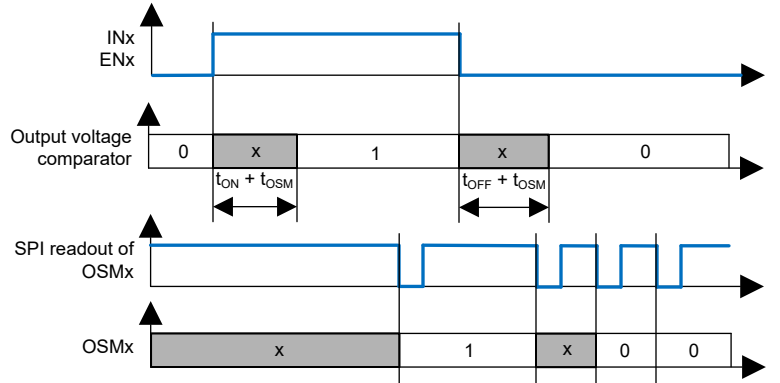 INx
ENx
Output voltage
comparator
0 x 1 x 0
tON + tOSM tOFF + tOSM
SPI readout of
OSMx
OSMx
x 1 x 0 0